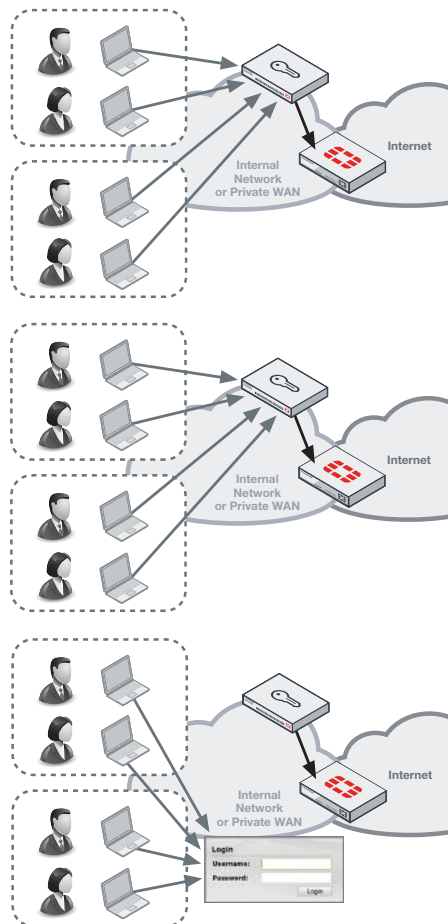 Internet
Internal
Network
or Private WAN
Internet
Internal
Network
or Private WAN
Internet
Internal
Network
or Private WAN
Login
Username:
Password:
Login